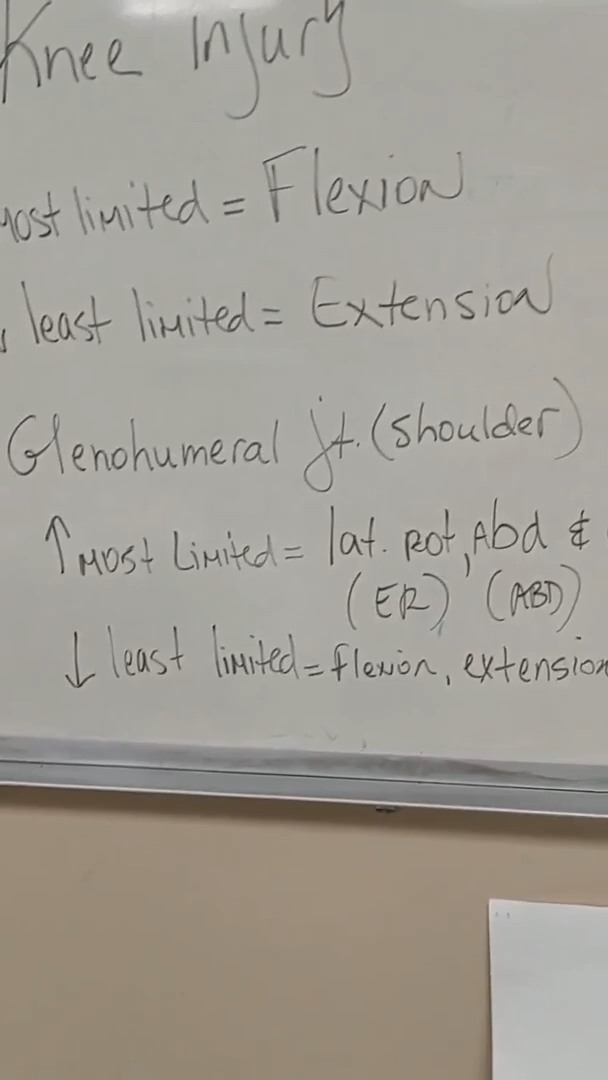 Knee Injury
Most limited = Flexion
least limited = Extension
Glenohumeral jt. (shoulder)
↑ Most Limited = lat. Rot, Abd &
(ER) (ABD)
↓ least limited = flexion, extension